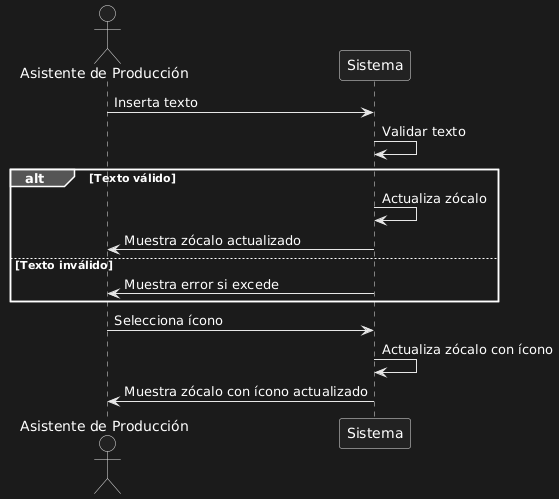 Asistente de Producción
Sistema
Inserta texto
Validar texto
alt [Texto válido]
Actualiza zócalo
Muestra zócalo actualizado
[Texto inválido]
Muestra error si excede
Selecciona ícono
Actualiza zócalo con ícono
Muestra zócalo con ícono actualizado
Asistente de Producción
Sistema